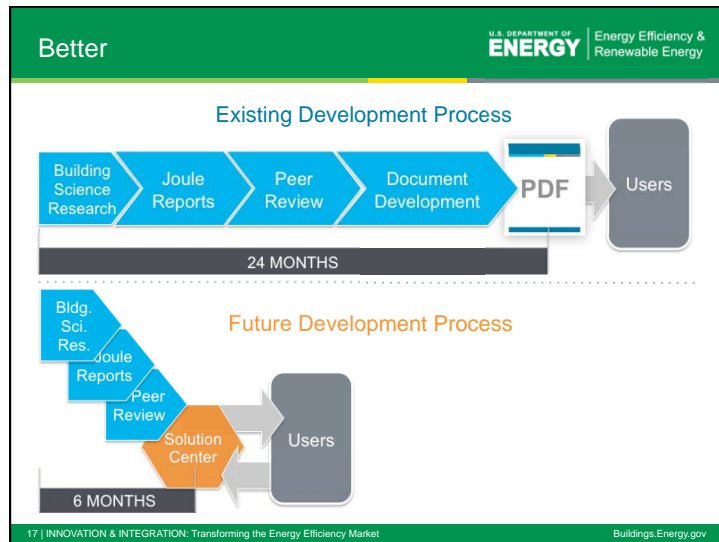 Better
U.S. DEPARTMENT OF
ENERGY
Energy Efficiency &
Renewable Energy
Existing Development Process
Building
Science
Research
Joule
Reports
Peer
Review
Document
Development
PDF
Users
24 MONTHS
Future Development Process
Bldg.
Sci.
Res.
Joule
Reports
Peer
Review
Solution
Center
Users
6 MONTHS
17 | INNOVATION & INTEGRATION: Transforming the Energy Efficiency Market
Buildings.Energy.gov